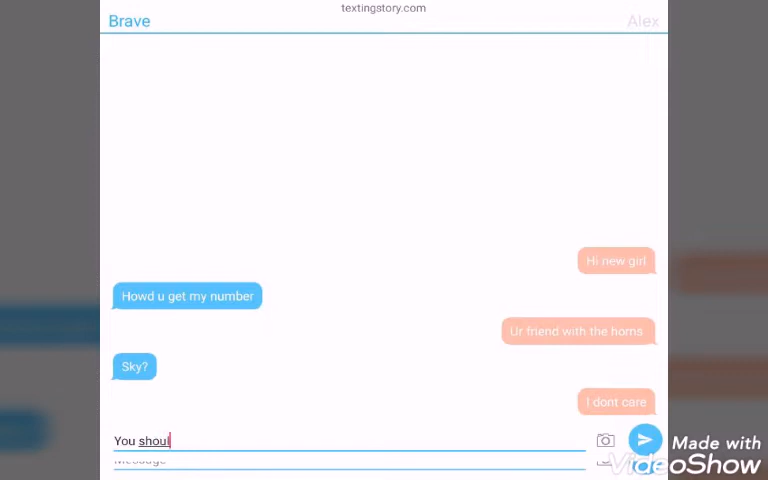 textingstory.com
Brave
Alex
Hi new girl
Howd u get my number
Ur friend with the horns
Sky?
I dont care
You shoul
Message
Made with
VideoShow